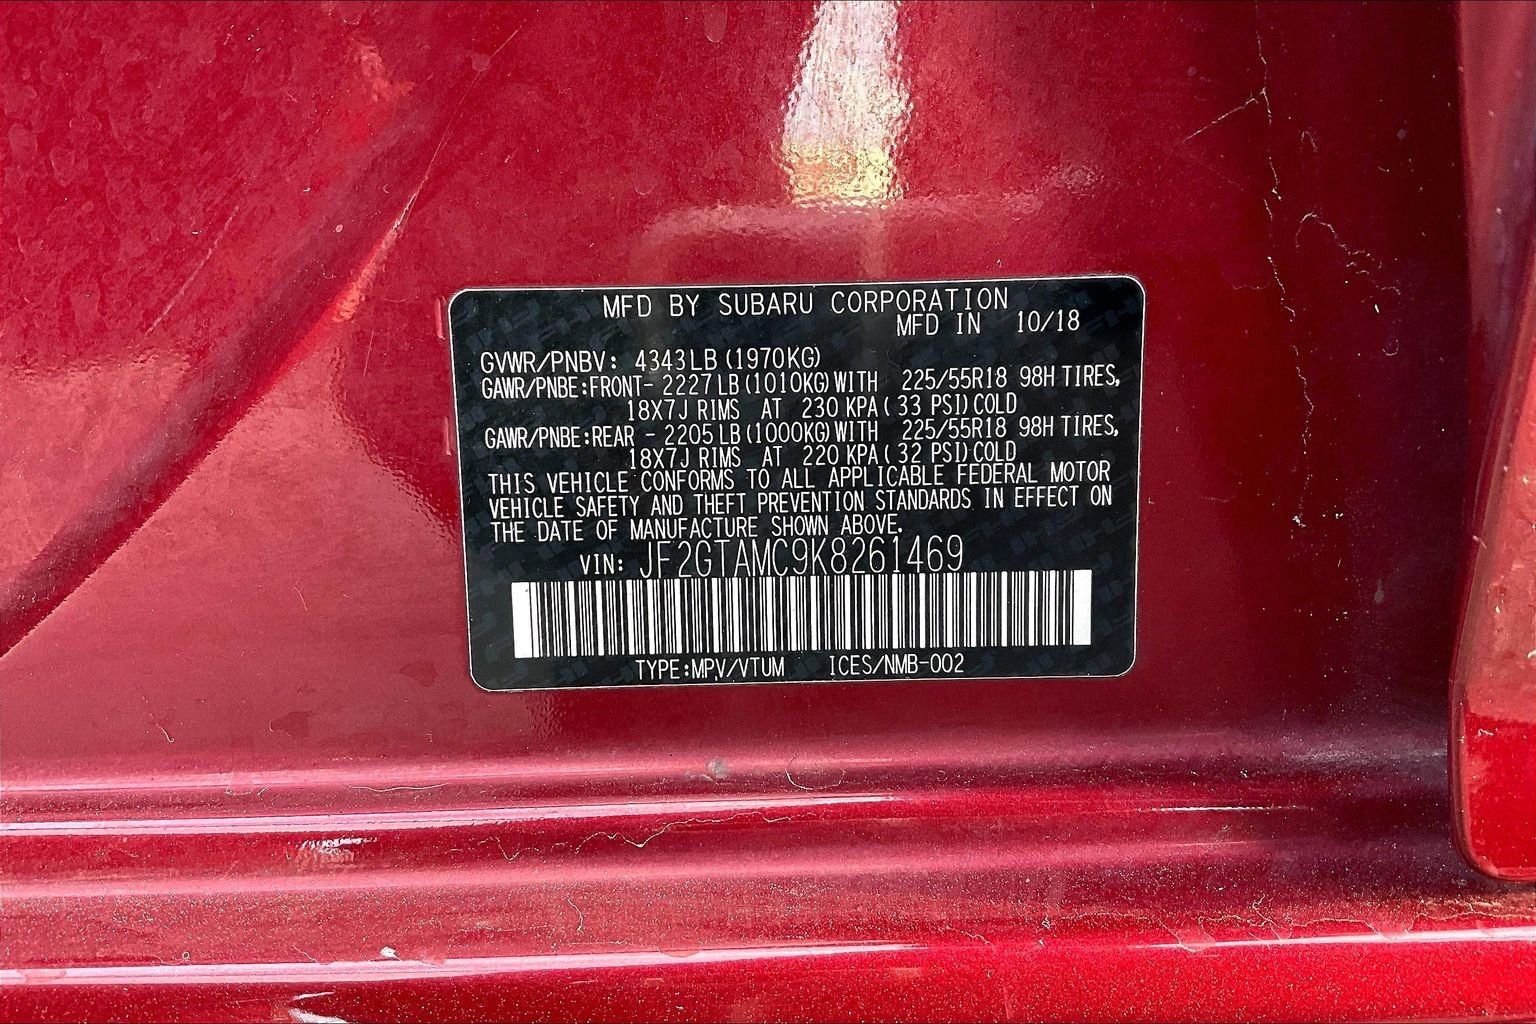 MFD BY SUBARU CORPORATION
MFD IN 10/18
GVWR/PNBV: 4343LB(1970KG)
GAWR/PNBE:FRONT- 2227LB(1010KG)WITH 225/55R18 98H TIRES,
18X7J RIMS AT 230 KPA(33 PSI)COLD
GAWR/PNBE:REAR - 2205LB(1000KG)WITH 225/55R18 98H TIRES,
18X7J RIMS AT 220 KPA(32 PSI)COLD
THIS VEHICLE CONFORMS TO ALL APPLICABLE FEDERAL MOTOR
VEHICLE SAFETY AND THEFT PREVENTION STANDARDS IN EFFECT ON
THE DATE OF MANUFACTURE SHOWN ABOVE.
VIN: JF2GTAMC9K8261469
TYPE:MPV/VTUM ICES/NMB-002